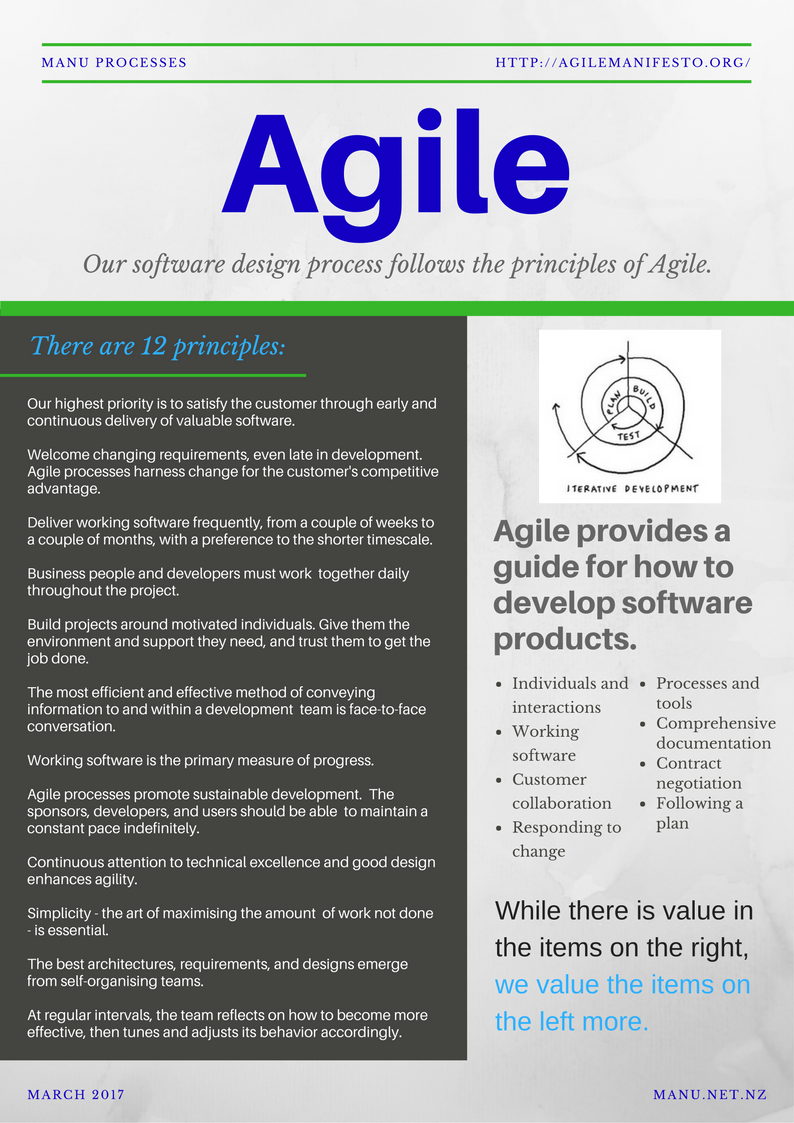 MANU PROCESSES
HTTP://AGILEMANIFESTO.ORG/
Agile
Our software design process follows the principles of Agile.
There are 12 principles:
Our highest priority is to satisfy the customer through early and
continuous delivery of valuable software.
Welcome changing requirements, even late in development.
Agile processes harness change for the customer's competitive
advantage.
Deliver working software frequently, from a couple of weeks to
a couple of months, with a preference to the shorter timescale.
Business people and developers must work  together daily
throughout the project.
Build projects around motivated individuals. Give them the
environment and support they need, and trust them to get the
job done.
The most efficient and effective method of conveying
information to and within a development  team is face-to-face
conversation.
Working software is the primary measure of progress.
Agile processes promote sustainable development.  The
sponsors, developers, and users should be able  to maintain a
constant pace indefinitely.
Continuous attention to technical excellence and good design
enhances agility.
Simplicity - the art of maximising the amount  of work not done
- is essential.
The best architectures, requirements, and designs emerge
from self-organising teams.
At regular intervals, the team reflects on how to become more
effective, then tunes and adjusts its behavior accordingly.
PLAN
BUILD
TEST
ITERATIVE DEVELOPMENT
Agile provides a
guide for how to
develop software
products.
• Individuals and
interactions
• Working
software
• Customer
collaboration
• Responding to
change
• Processes and
tools
• Comprehensive
documentation
• Contract
negotiation
• Following a
plan
While there is value in
the items on the right,
we value the items on
the left more.
MARCH 2017
MANU.NET.NZ